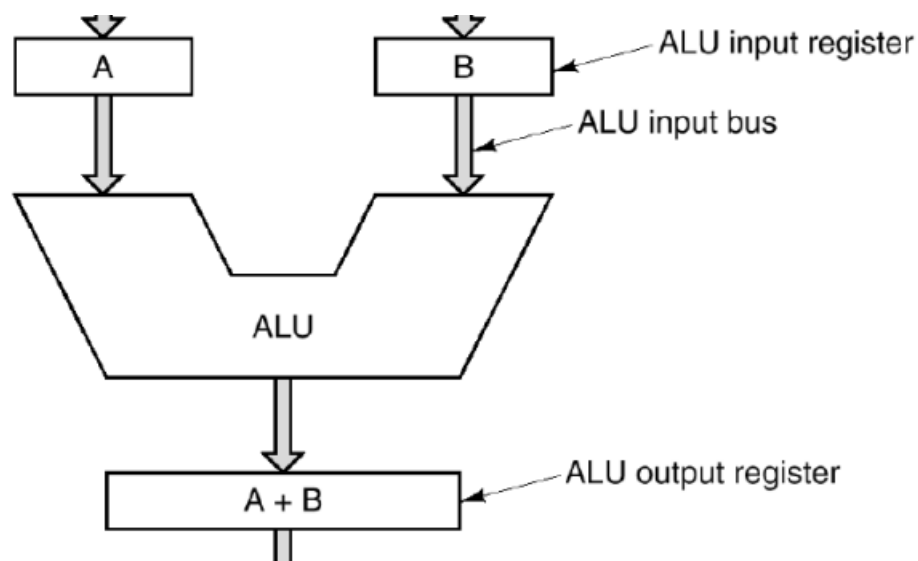 A
B
ALU input register
ALU input bus
ALU
A + B
ALU output register